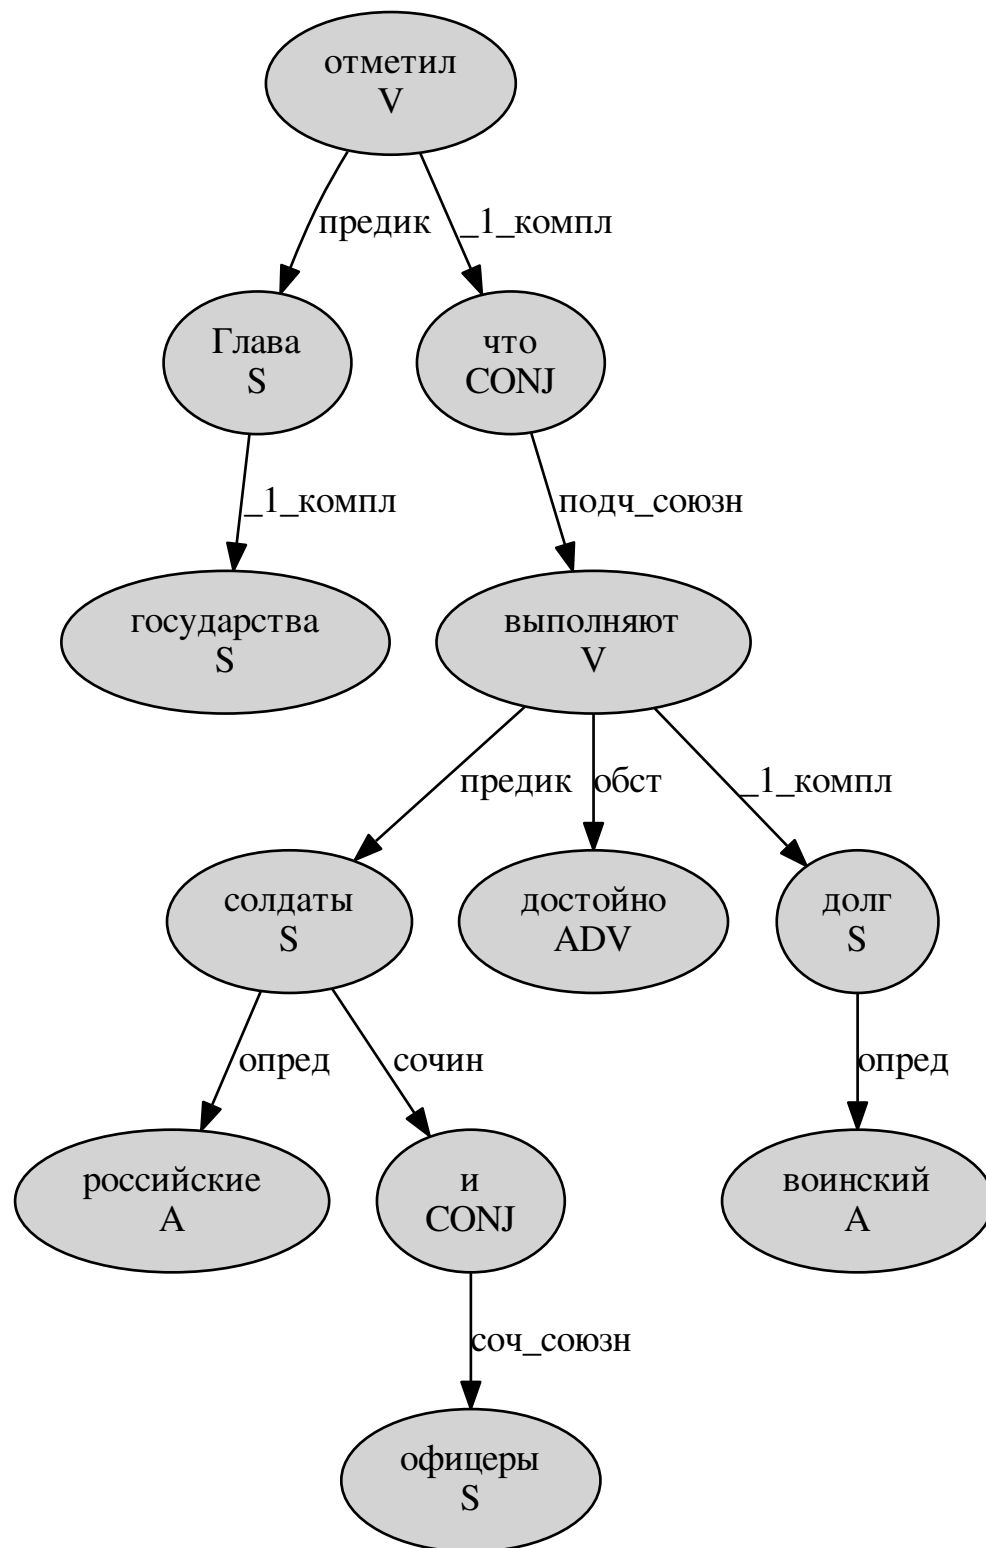 отметил
V
предик
_1_компл
Глава
S
что
CONJ
_1_компл
подч_союзн
государства
S
выполняют
V
предик
обст
_1_компл
солдаты
S
достойно
ADV
долг
S
опред
сочин
опред
российские
A
и
CONJ
воинский
A
соч_союзн
офицеры
S